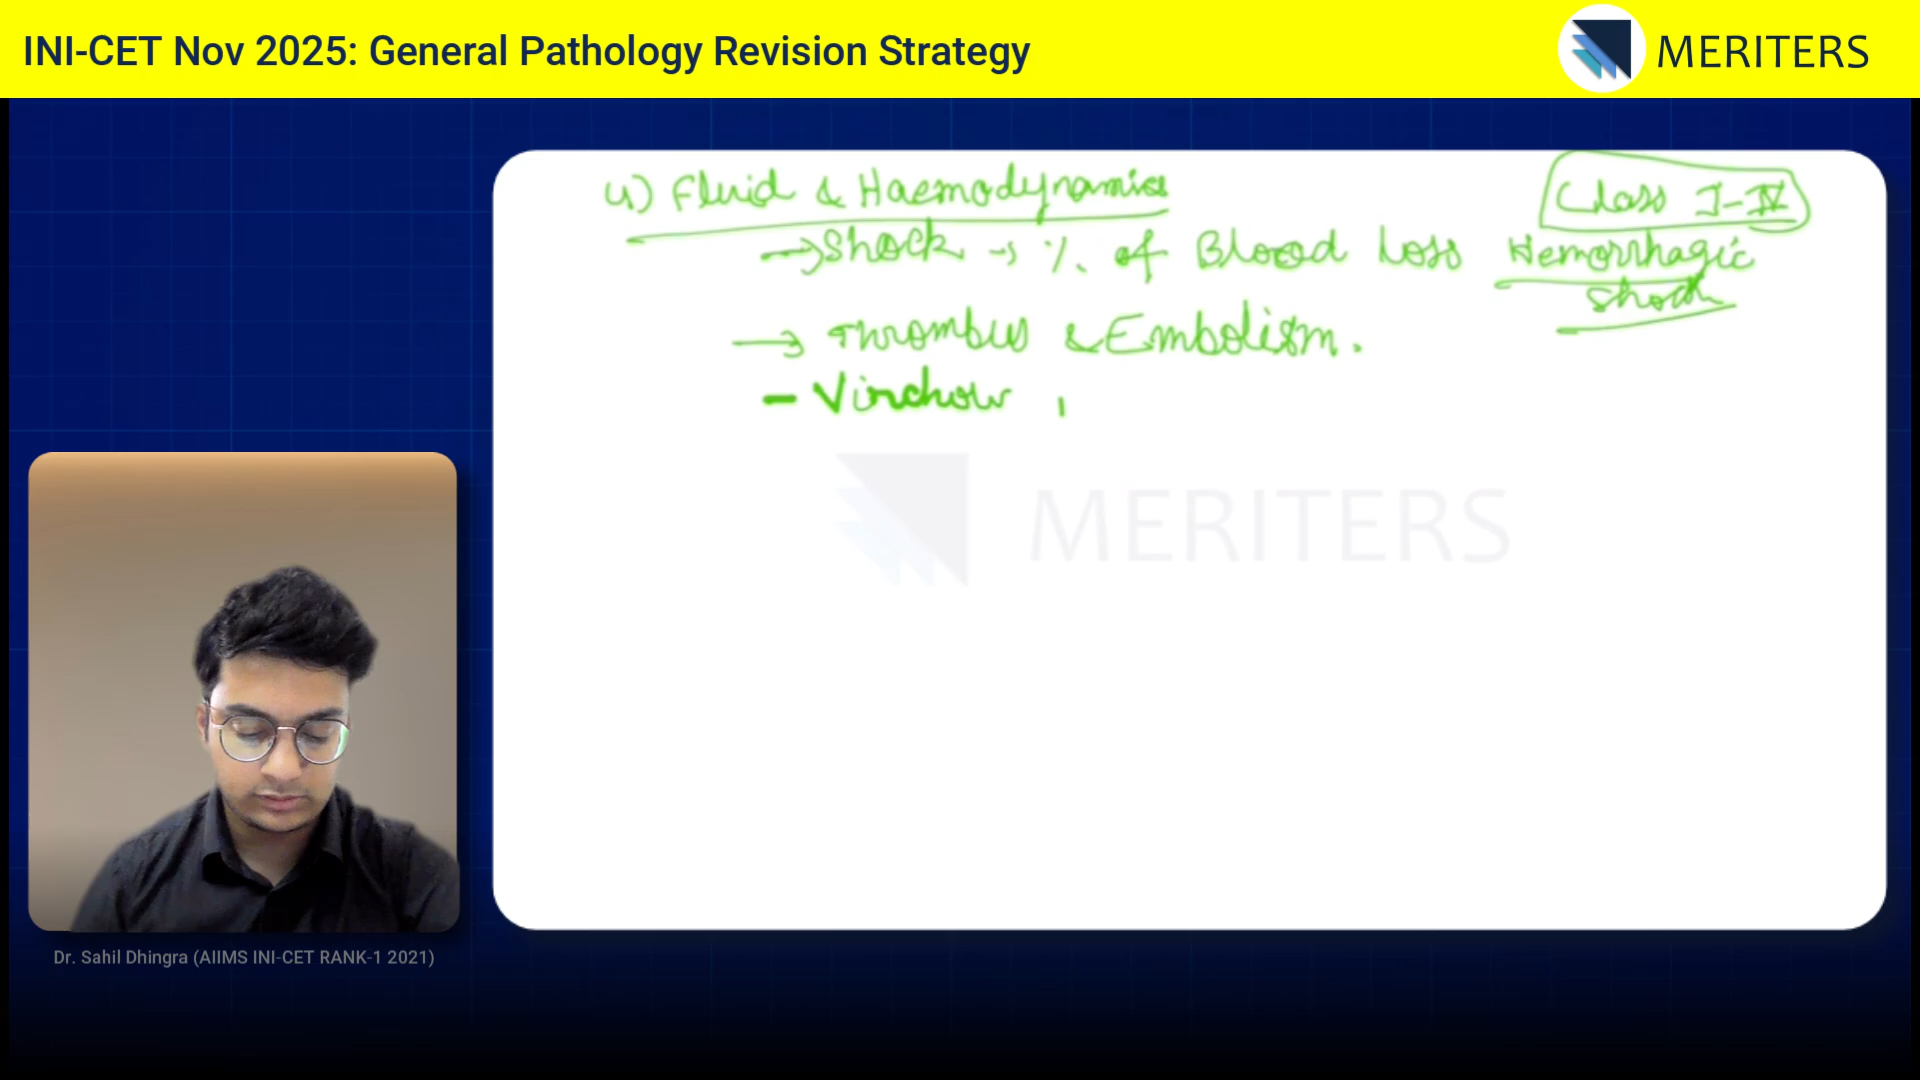 INI-CET Nov 2025: General Pathology Revision Strategy
MERITERS
4) Fluid & Haemodynamics
Class I-IV
→ Shock → %. of Blood Loss Hemorrhagic
Shock
→ Thrombus & Embolism.
- Virchow
MERITERS
Dr. Sahil Dhingra (AIIMS INI-CET RANK-1 2021)